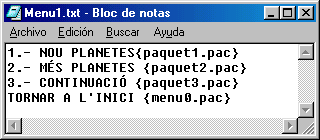 Menu1.txt - Bloc de notas
Archivo Edición Buscar Ayuda
1.- NOU PLANETES{paquet1.pac}
2.- MÉS PLANETES {paquet2.pac}
3.- CONTINUACIÓ {paquet3.pac}
TORNAR A L'INICI {menu0.pac}